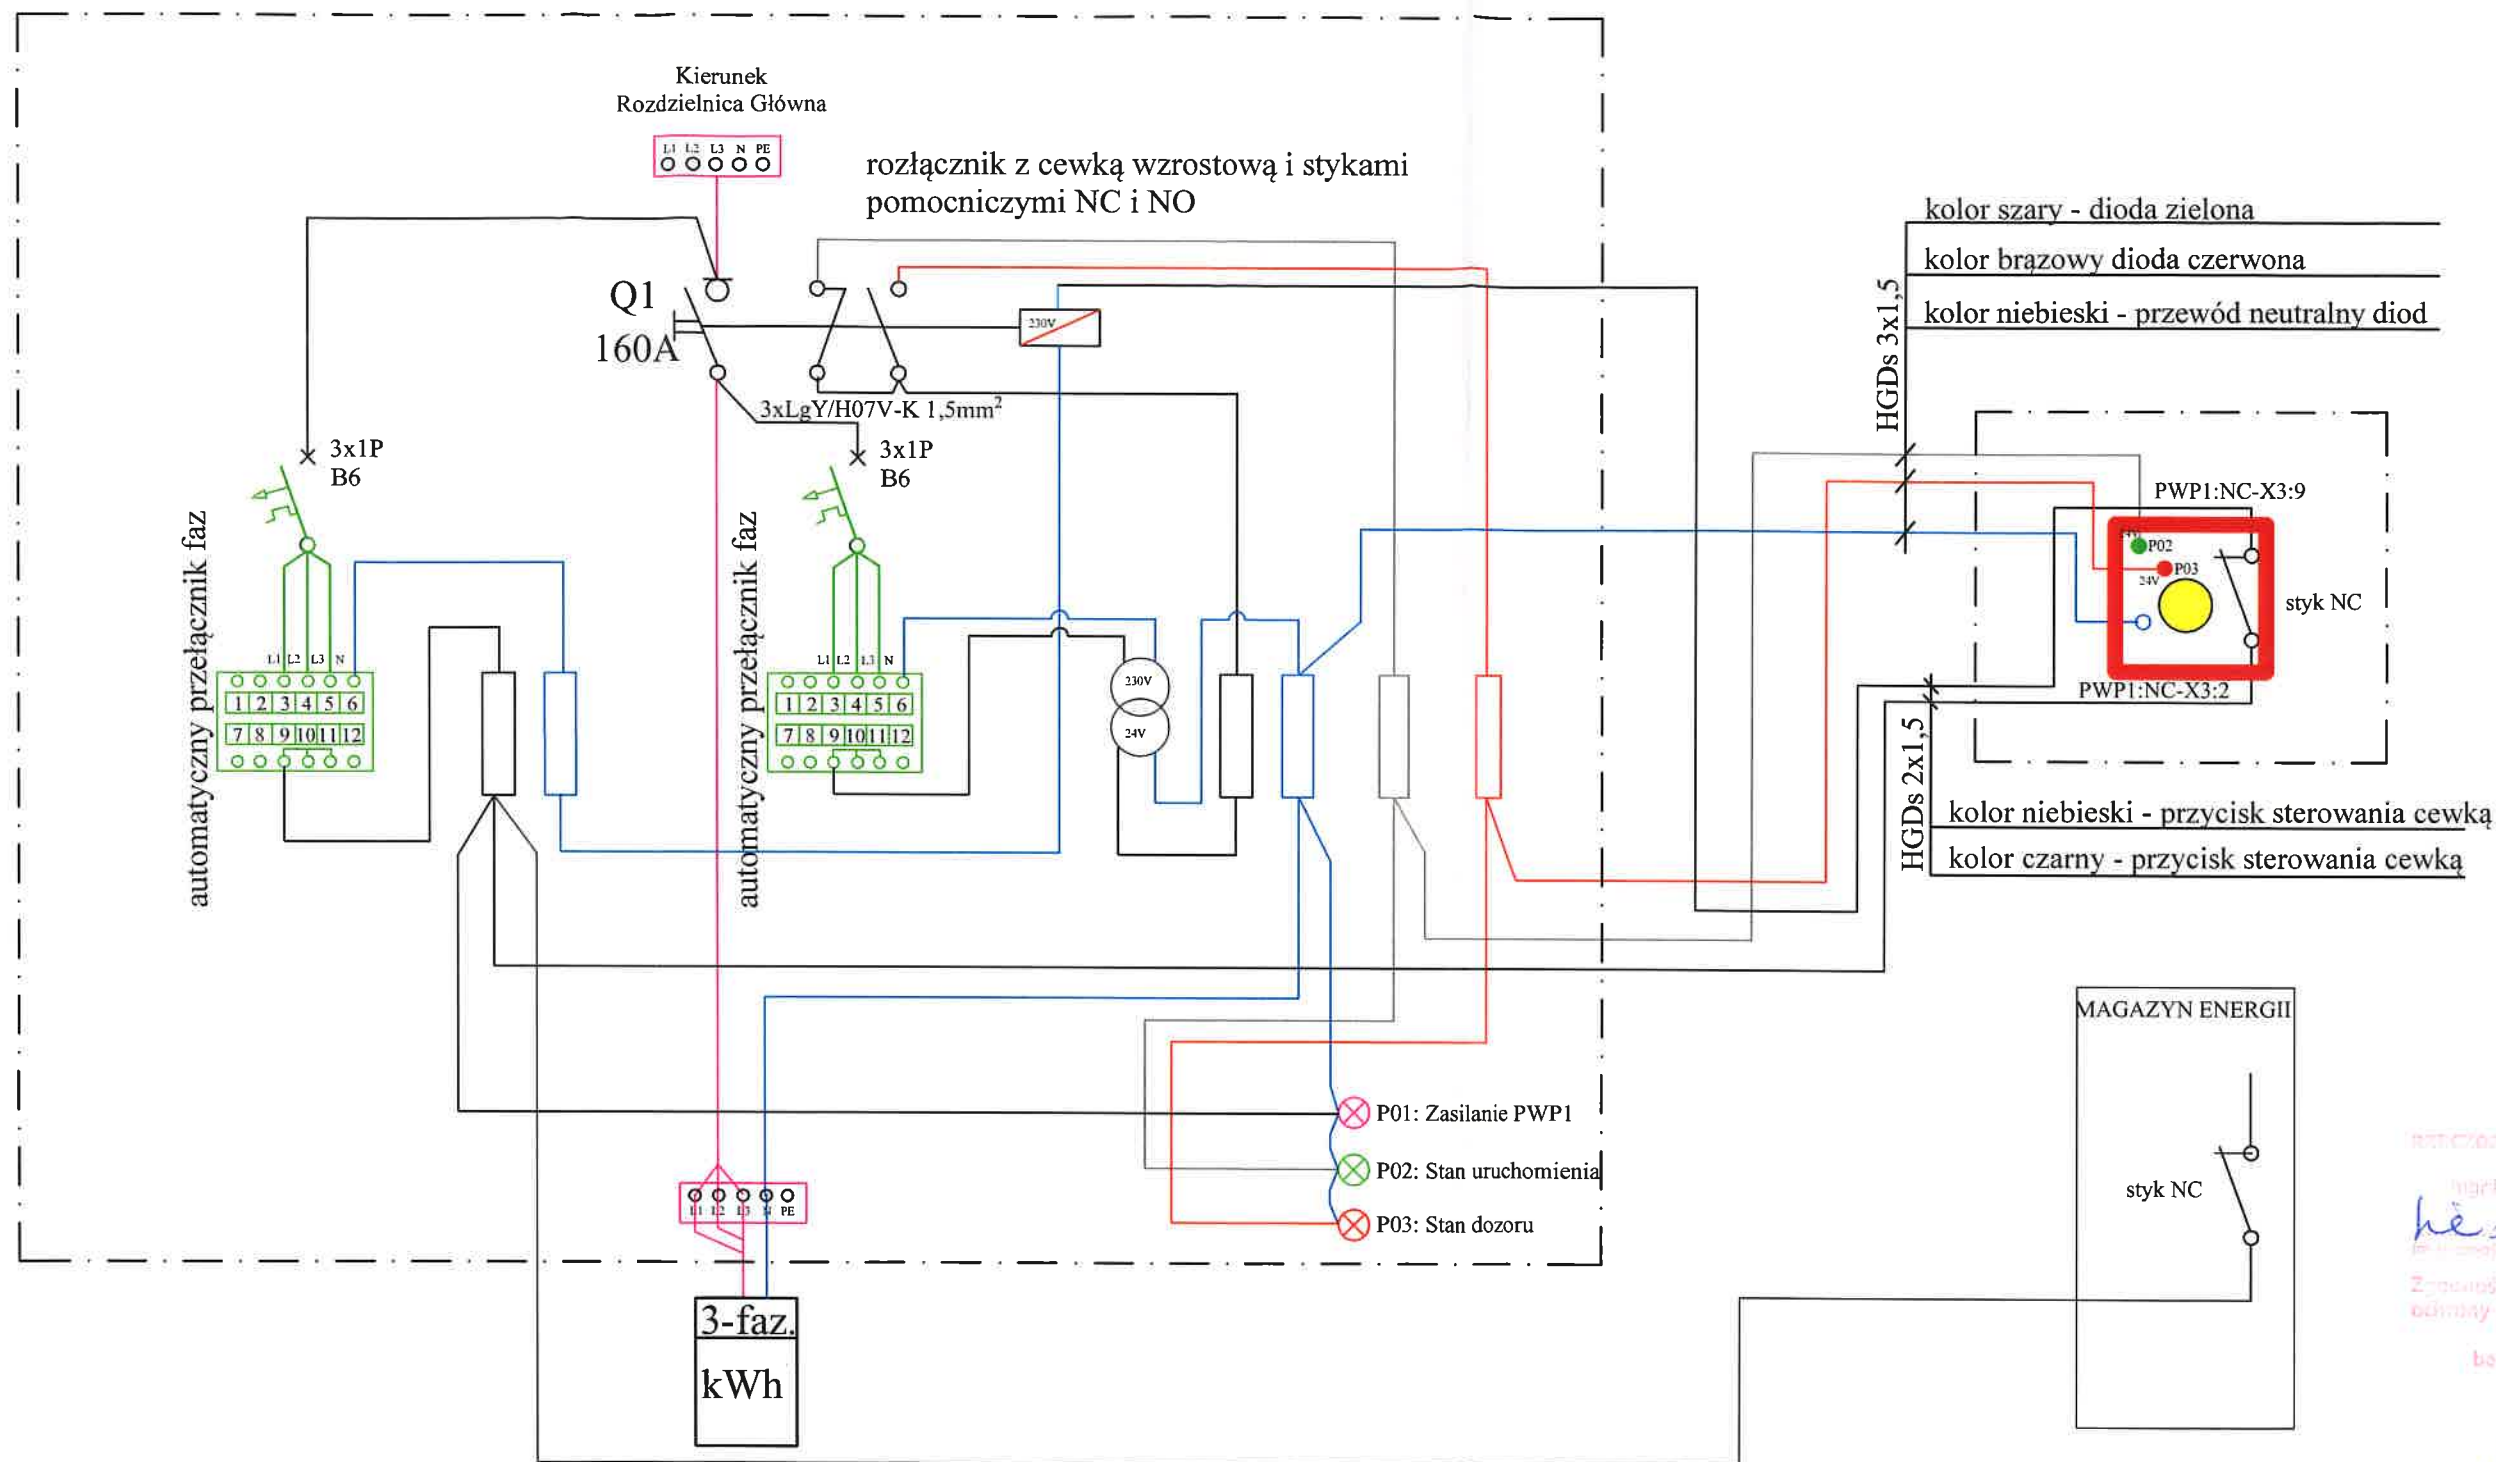 Kierunek
Rozdzielnica Główna
L1 L2 L3 N PE
rozłącznik z cewką wzrostową i stykami
pomocniczymi NC i NO
Q1
160A
230V
3xLgY/H07V-K 1,5mm²
3x1P
B6
3x1P
B6
automatyczny przełącznik faz
L1 L2 L3 N
1 2 3 4 5 6
7 8 9 10 11 12
automatyczny przełącznik faz
L1 L2 L3 N
1 2 3 4 5 6
7 8 9 10 11 12
230V
24V
kolor szary - dioda zielona
kolor brązowy dioda czerwona
kolor niebieski - przewód neutralny diod
HGDs 3x1,5
PWP1:NC-X3:9
24V
P02
P03
24V
styk NC
PWP1:NC-X3:2
HGDs 2x1,5
kolor niebieski - przycisk sterowania cewką
kolor czarny - przycisk sterowania cewką
P01: Zasilanie PWP1
P02: Stan uruchomienia
P03: Stan dozoru
L1 L2 L3 N PE
3-faz.
kWh
MAGAZYN ENERGII
styk NC